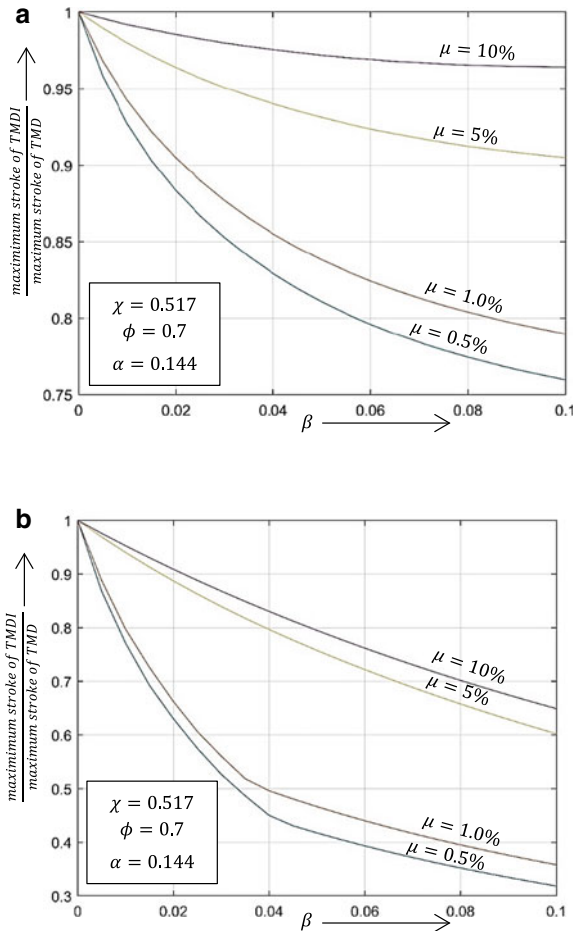 a
1
0.95
0.9
0.85
0.8
0.75
maximimum stroke of TMDI
maximum stroke of TMD
μ = 10%
μ = 5%
μ = 1.0%
μ = 0.5%
χ = 0.517
ϕ = 0.7
α = 0.144
0 0.02 0.04 0.06 0.08 0.1
β
b
1
0.9
0.8
0.7
0.6
0.5
0.4
0.3
maximimum stroke of TMDI
maximum stroke of TMD
μ = 10%
μ = 5%
μ = 1.0%
μ = 0.5%
χ = 0.517
ϕ = 0.7
α = 0.144
0 0.02 0.04 0.06 0.08 0.1
β